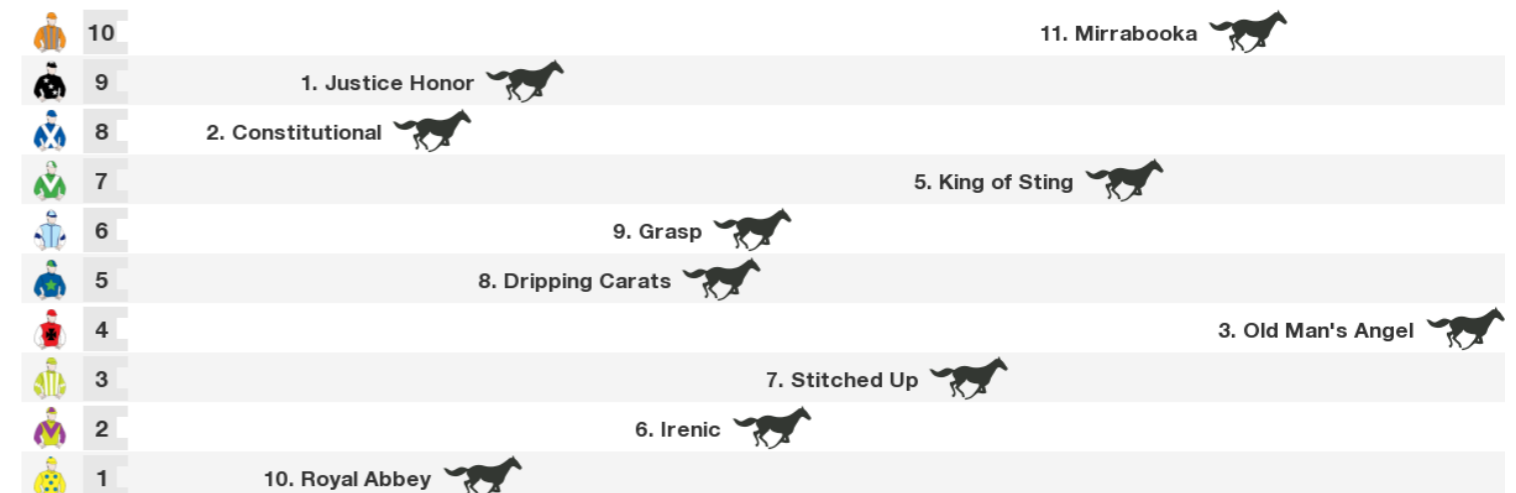 10 11. Mirrabooka
9 1. Justice Honor
8 2. Constitutional
7 5. King of Sting
6 9. Grasp
5 8. Dripping Carats
4 3. Old Man's Angel
3 7. Stitched Up
2 6. Irenic
1 10. Royal Abbey